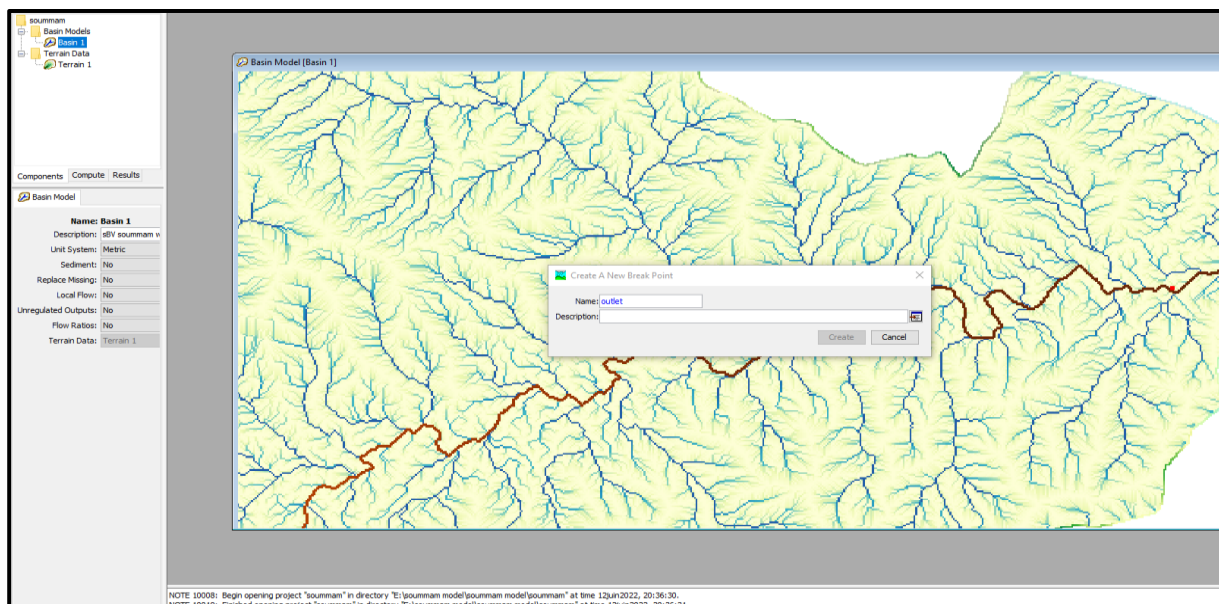 soummam
Basin Models
Basin 1
Terrain Data
Terrain 1
Components Compute Results
Basin Model
Name: Basin 1
Description: sBV soummam w
Unit System: Metric
Sediment: No
Replace Missing: No
Local Flow: No
Unregulated Outputs: No
Flow Ratios: No
Terrain Data: Terrain 1
Basin Model [Basin 1]
Create A New Break Point
Name: outlet
Description:
Create Cancel
NOTE 10008: Begin opening project "soummam" in directory "E:\soummam model\soummam model\soummam" at time 12juin2022, 20:36:30.